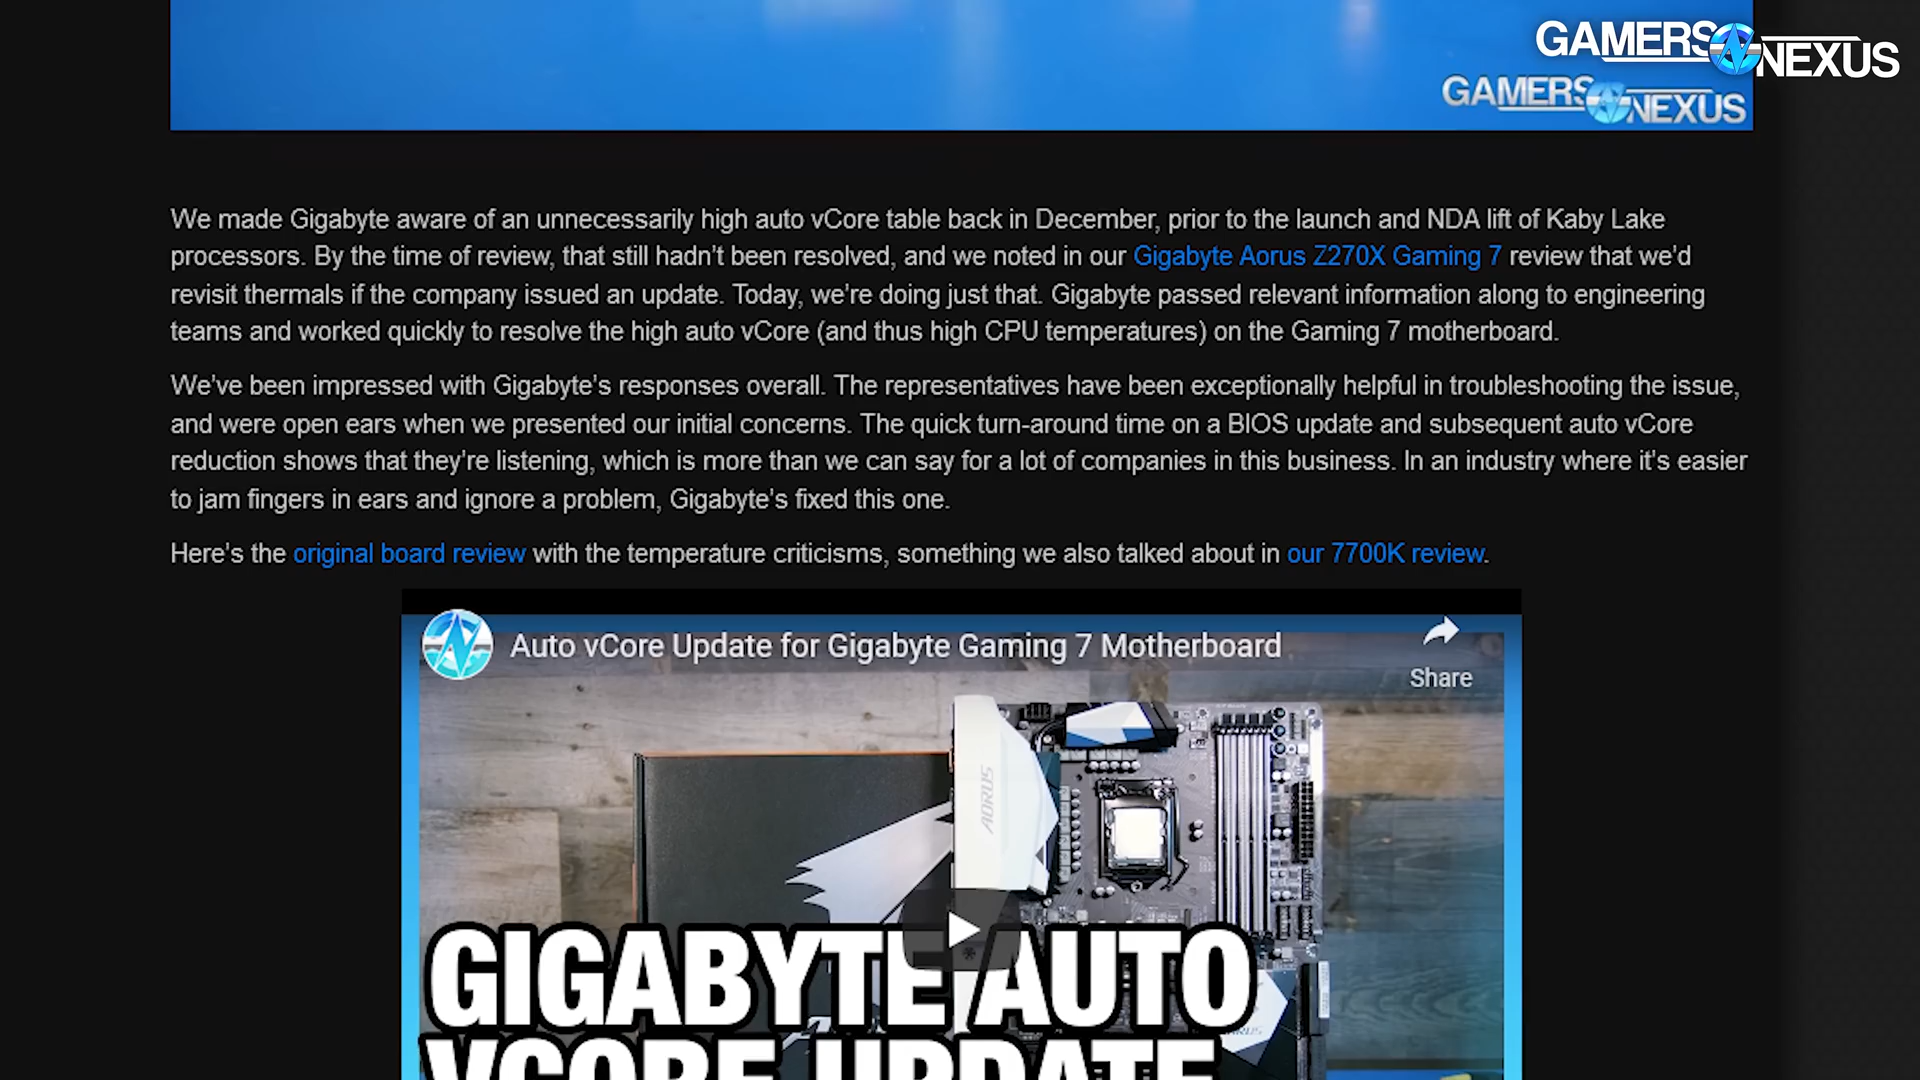 GAMERS NEXUS
GAMERS NEXUS
We made Gigabyte aware of an unnecessarily high auto vCore table back in December, prior to the launch and NDA lift of Kaby Lake
processors. By the time of review, that still hadn’t been resolved, and we noted in our Gigabyte Aorus Z270X Gaming 7 review that we’d
revisit thermals if the company issued an update. Today, we’re doing just that. Gigabyte passed relevant information along to engineering
teams and worked quickly to resolve the high auto vCore (and thus high CPU temperatures) on the Gaming 7 motherboard.
We’ve been impressed with Gigabyte’s responses overall. The representatives have been exceptionally helpful in troubleshooting the issue,
and were open ears when we presented our initial concerns. The quick turn-around time on a BIOS update and subsequent auto vCore
reduction shows that they’re listening, which is more than we can say for a lot of companies in this business. In an industry where it’s easier
to jam fingers in ears and ignore a problem, Gigabyte’s fixed this one.
Here’s the original board review with the temperature criticisms, something we also talked about in our 7700K review.
Auto vCore Update for Gigabyte Gaming 7 Motherboard
Share
AORUS
GIGABYTE AUTO
VCORE UPDATE